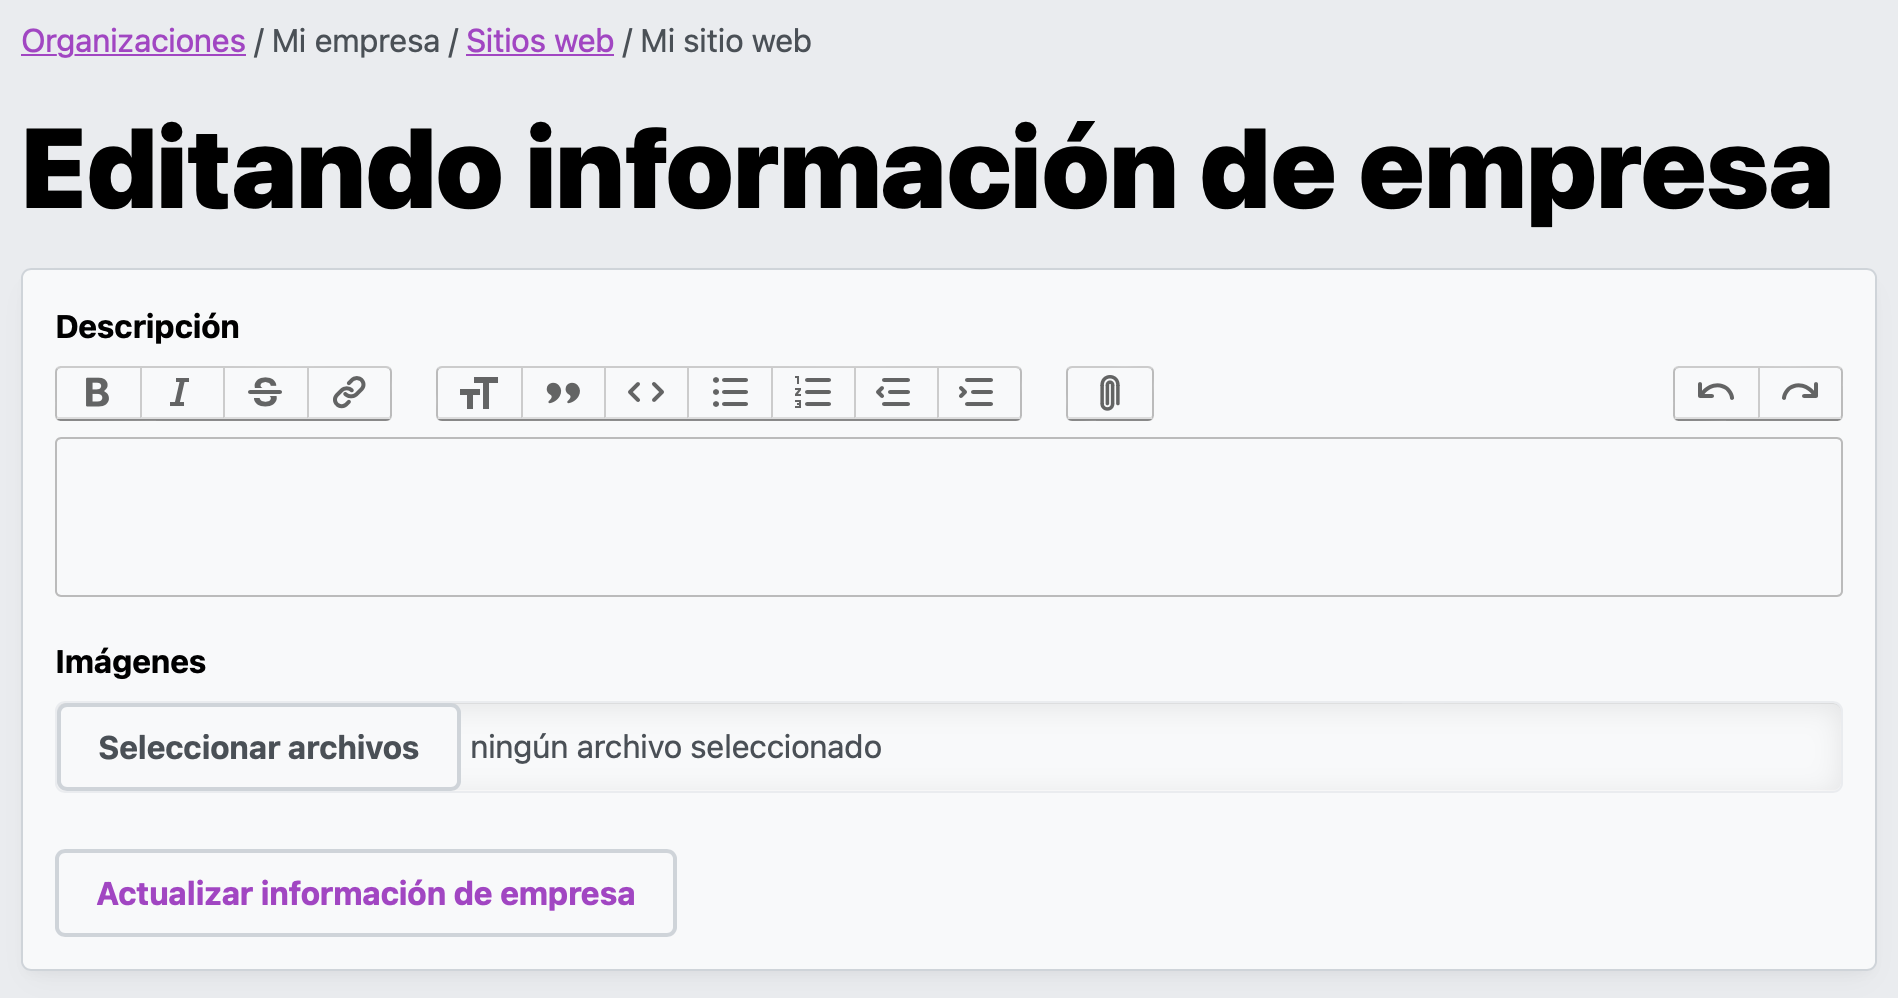 Organizaciones / Mi empresa / Sitios web / Mi sitio web
Editando información de empresa
Descripción
Imágenes
Seleccionar archivos ningún archivo seleccionado
Actualizar información de empresa